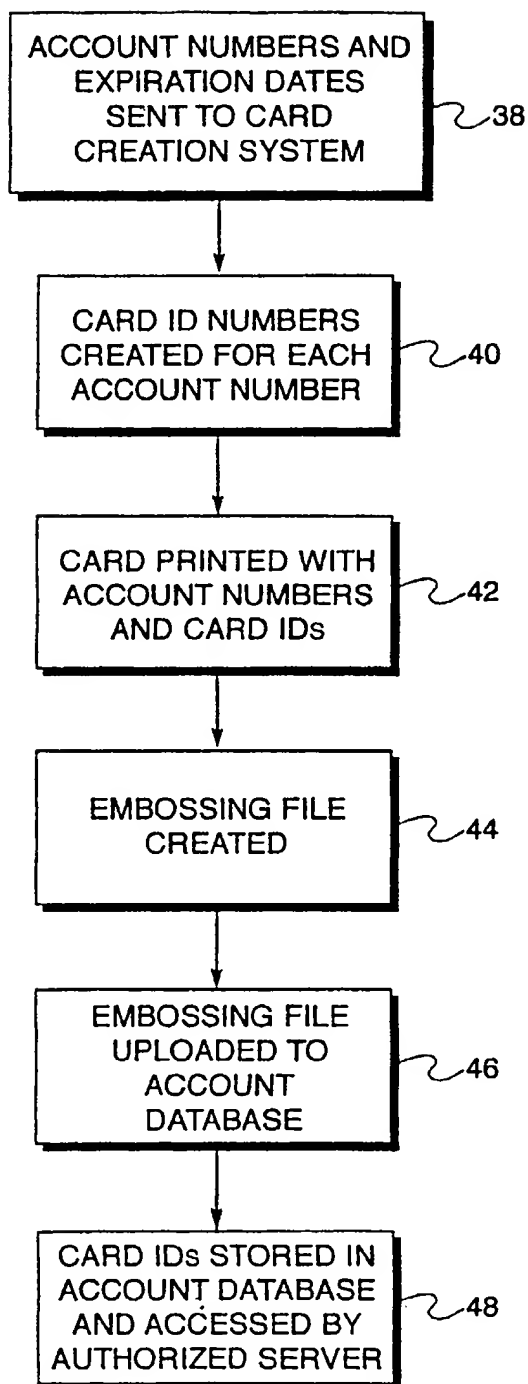 ACCOUNT NUMBERS AND
EXPIRATION DATES
SENT TO CARD
CREATION SYSTEM
38
CARD ID NUMBERS
CREATED FOR EACH
ACCOUNT NUMBER
40
CARD PRINTED WITH
ACCOUNT NUMBERS
AND CARD IDs
42
EMBOSSING FILE
CREATED
44
EMBOSSING FILE
UPLOADED TO
ACCOUNT
DATABASE
46
CARD IDs STORED IN
ACCOUNT DATABASE
AND ACCESSED BY
AUTHORIZED SERVER
48